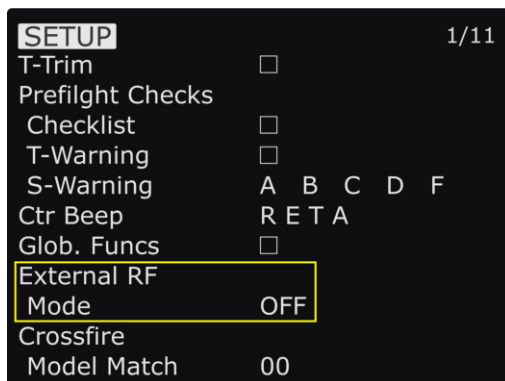 SETUP 1/11
T-Trim
Prefilght Checks
Checklist
T-Warning
S-Warning A B C D F
Ctr Beep R E T A
Glob. Funcs
External RF
Mode OFF
Crossfire
Model Match 00